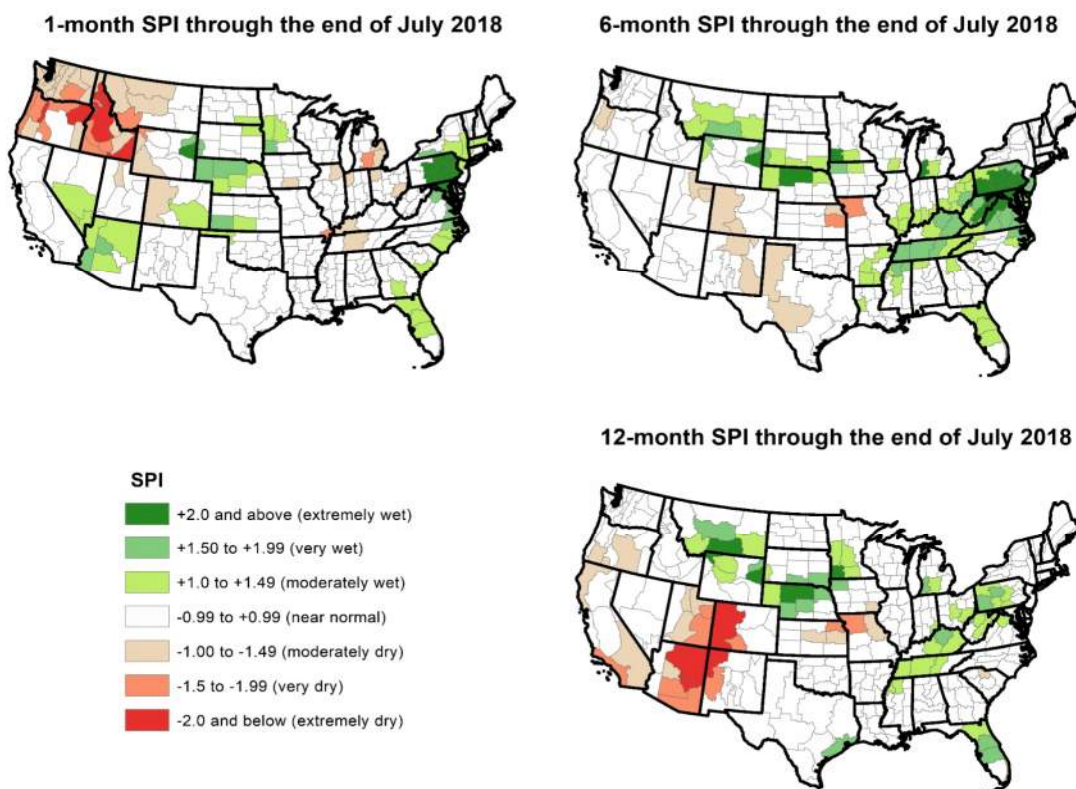 1-month SPI through the end of July 2018
6-month SPI through the end of July 2018
12-month SPI through the end of July 2018
SPI
+2.0 and above (extremely wet)
+1.50 to +1.99 (very wet)
+1.0 to +1.49 (moderately wet)
-0.99 to +0.99 (near normal)
-1.00 to -1.49 (moderately dry)
-1.5 to -1.99 (very dry)
-2.0 and below (extremely dry)